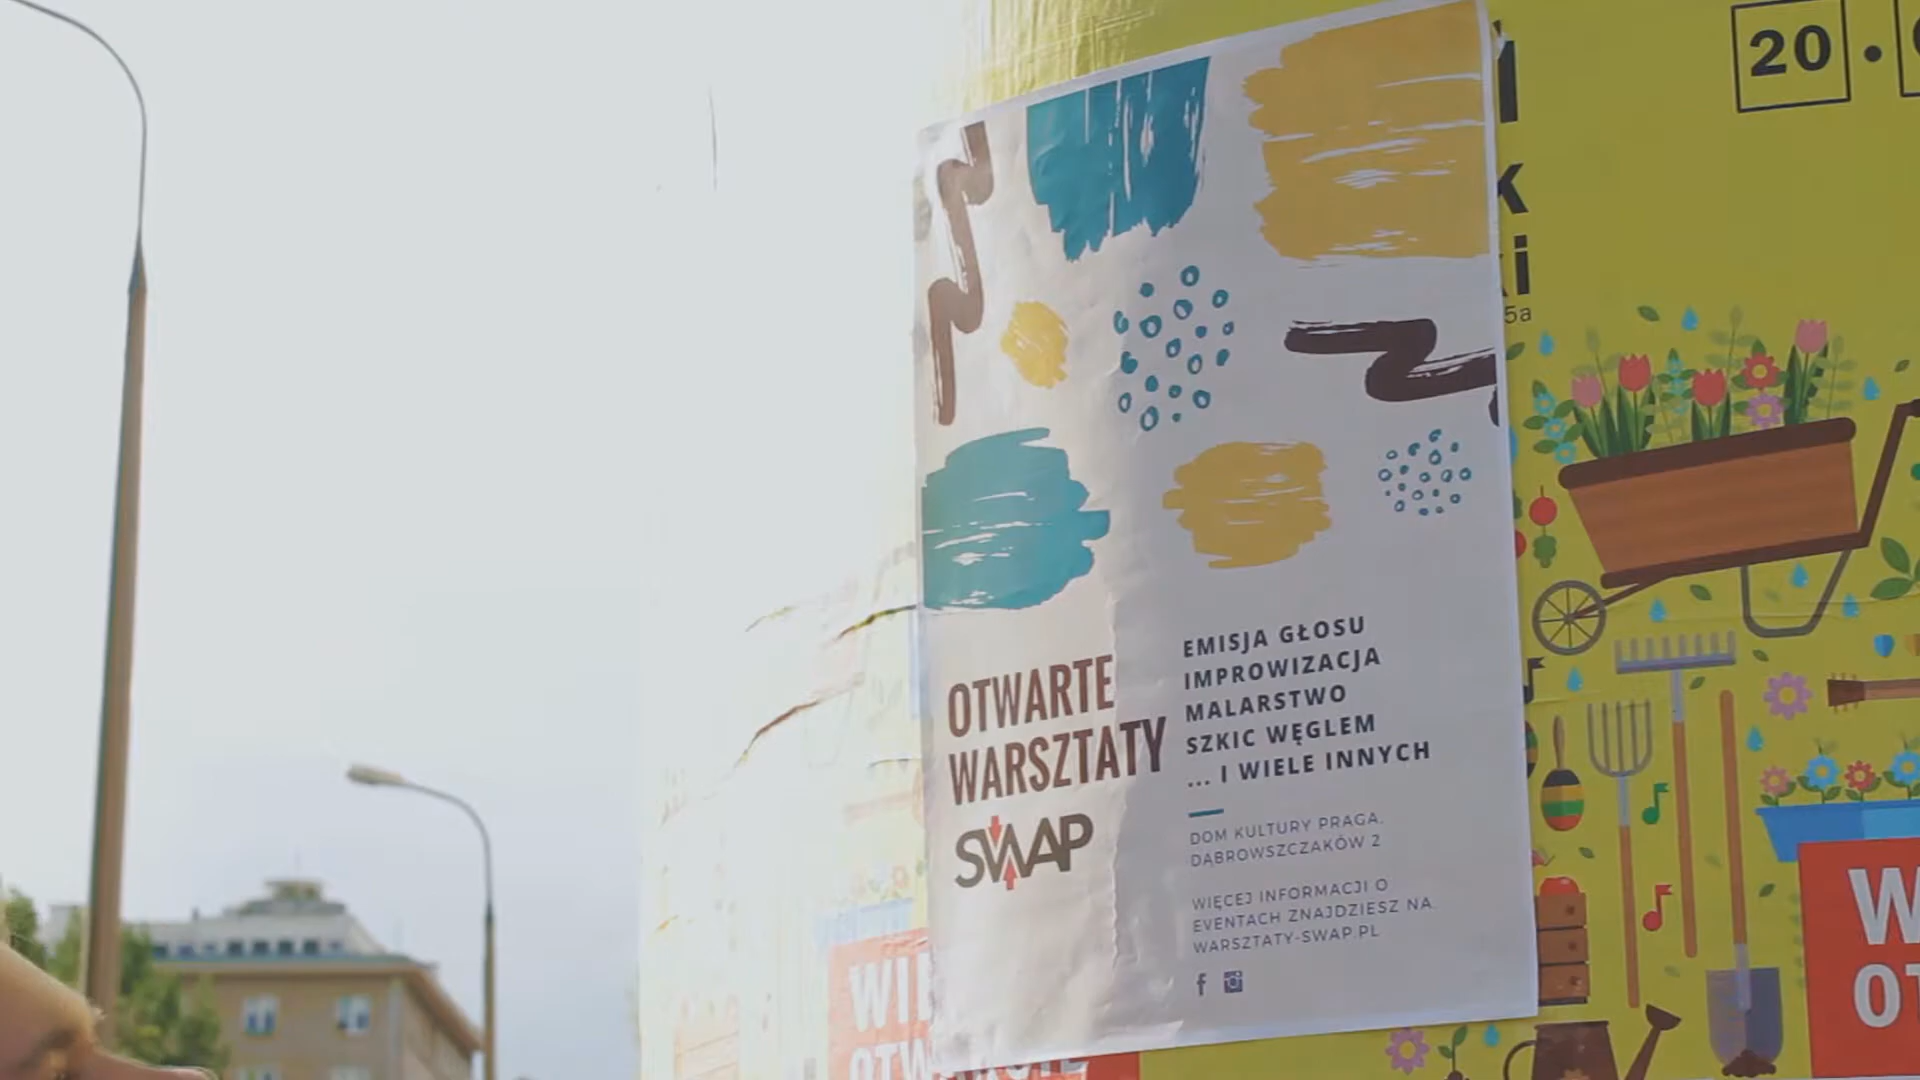 OTWARTE
WARSZTATY
SWAP
EMISJA GŁOSU
IMPROWIZACJA
MALARSTWO
SZKIC WĘGLEM
... I WIELE INNYCH
DOM KULTURY PRAGA,
DĄBROWSZCZAKÓW 2
WIĘCEJ INFORMACJI O
EVENTACH ZNAJDZIESZ NA:
WARSZTATY-SWAP.PL
20.
5a